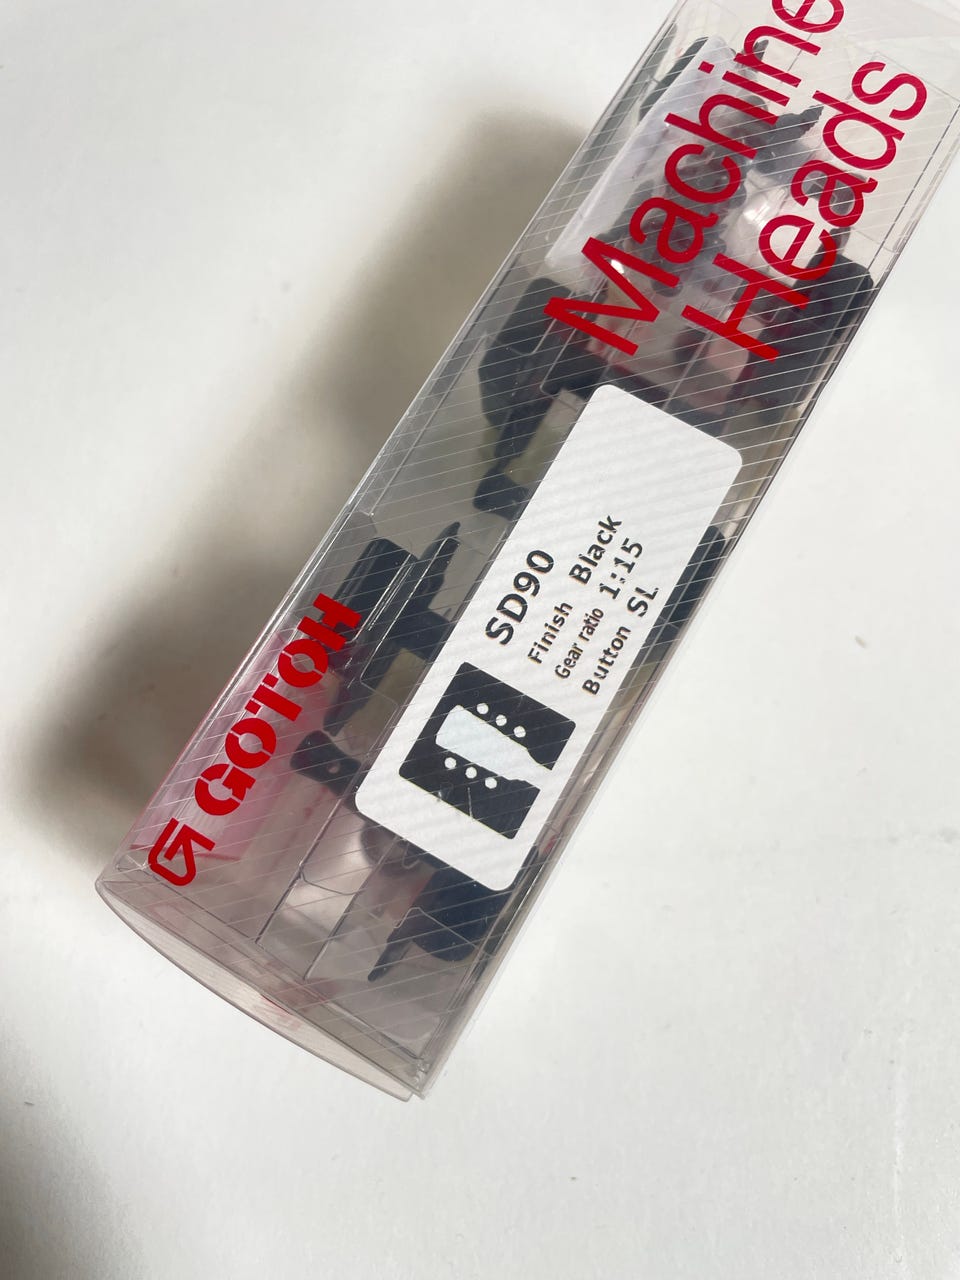 Machine
Heads
SD90
Finish Black
Gear ratio 1:15
Button SL
GOTOH